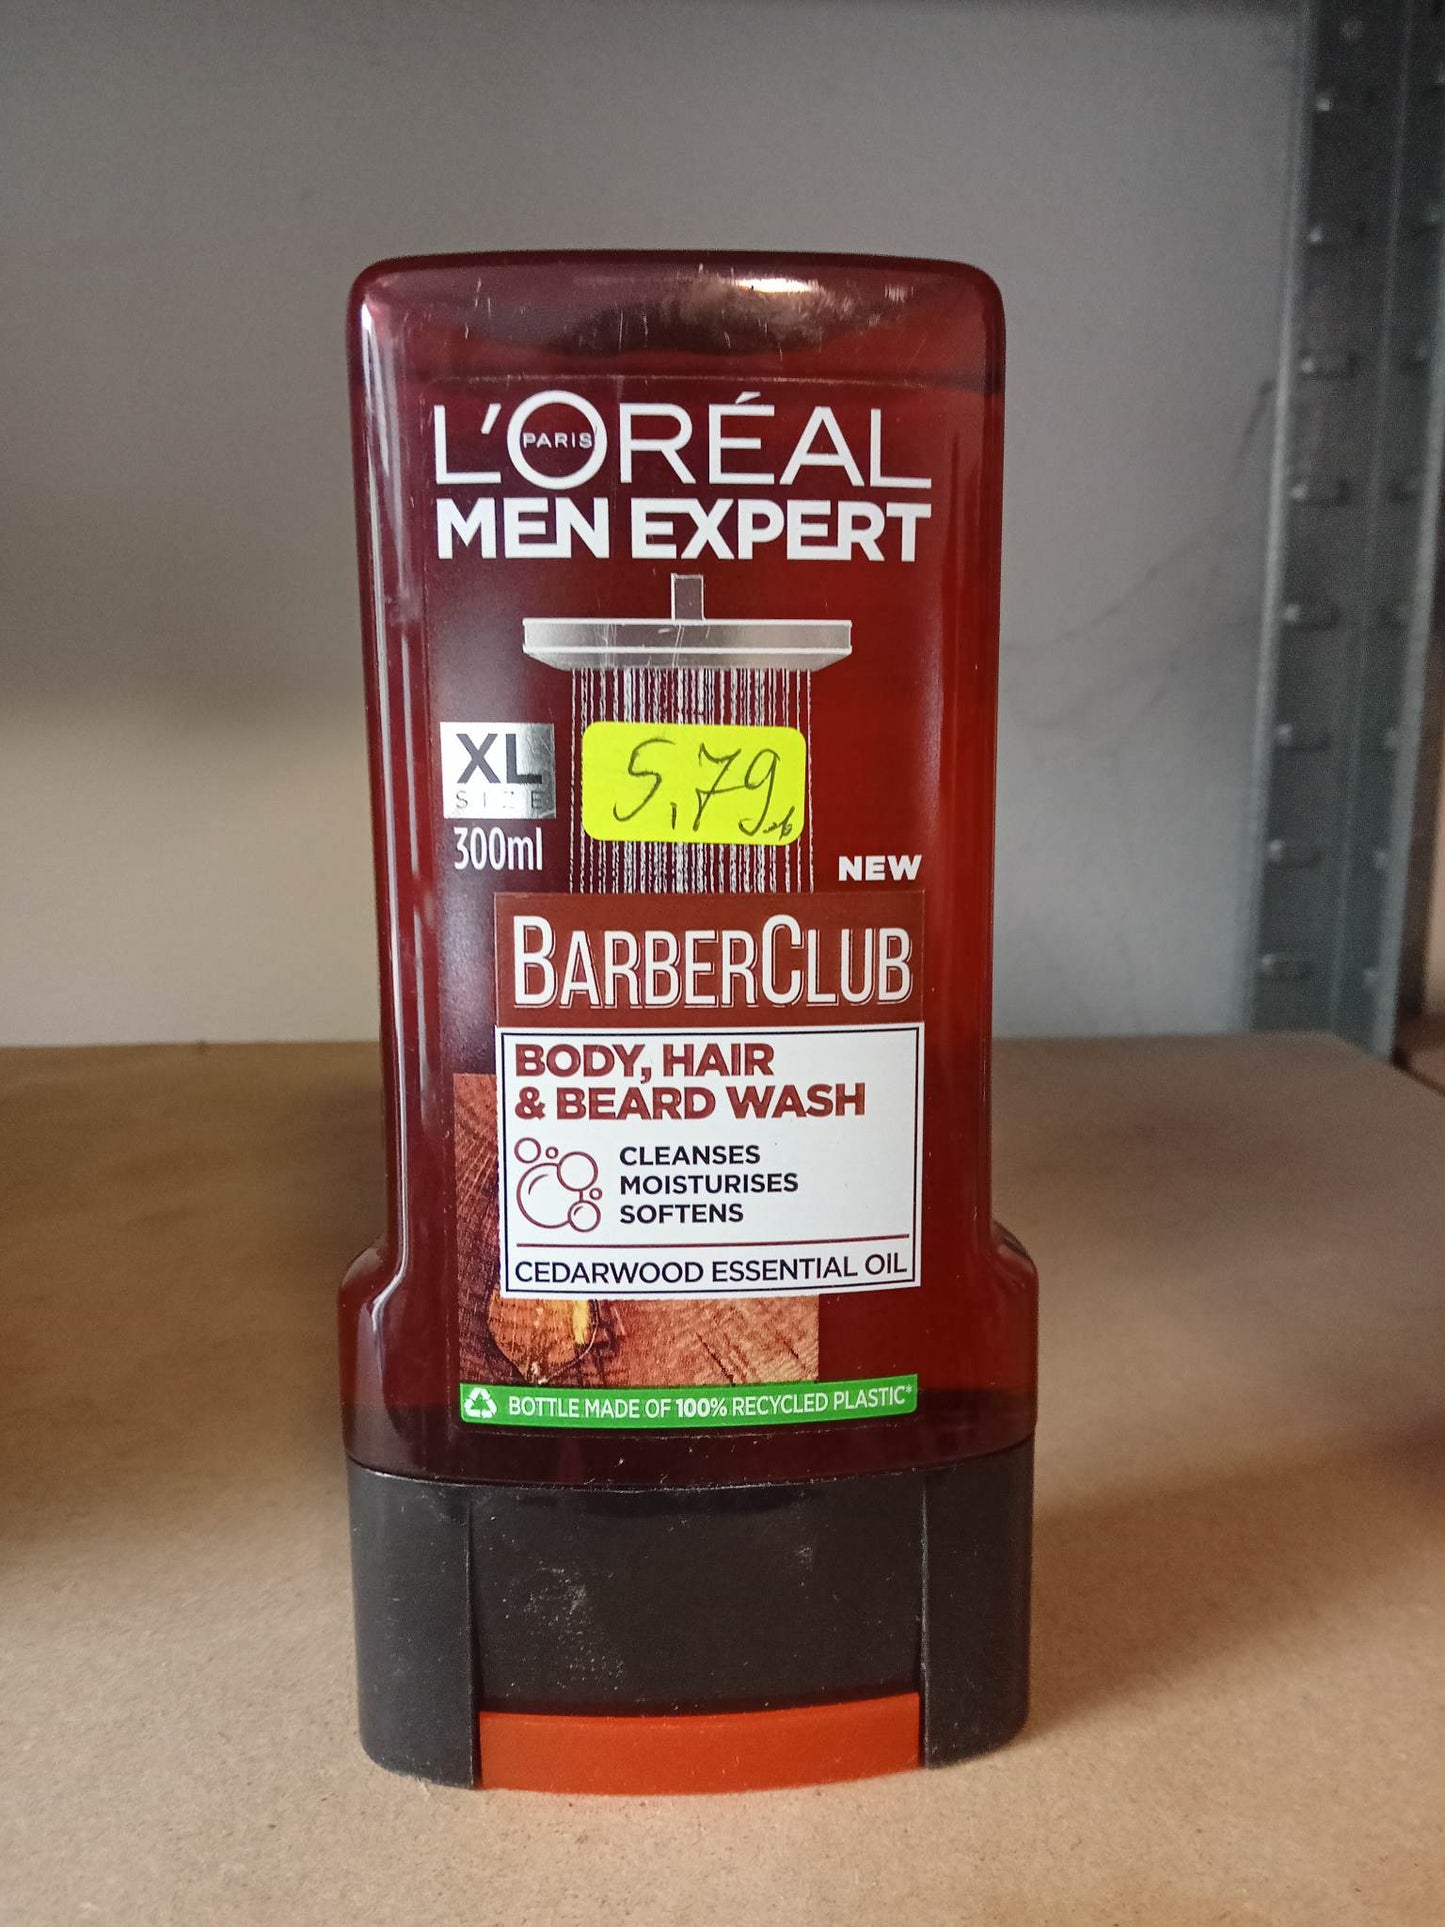 L'ORÉAL
PARIS
MEN EXPERT
XL
SIZE
300ml
5,79
NEW
BARBERCLUB
BODY, HAIR
& BEARD WASH
CLEANSES
MOISTURISES
SOFTENS
CEDARWOOD ESSENTIAL OIL
BOTTLE MADE OF 100% RECYCLED PLASTIC*